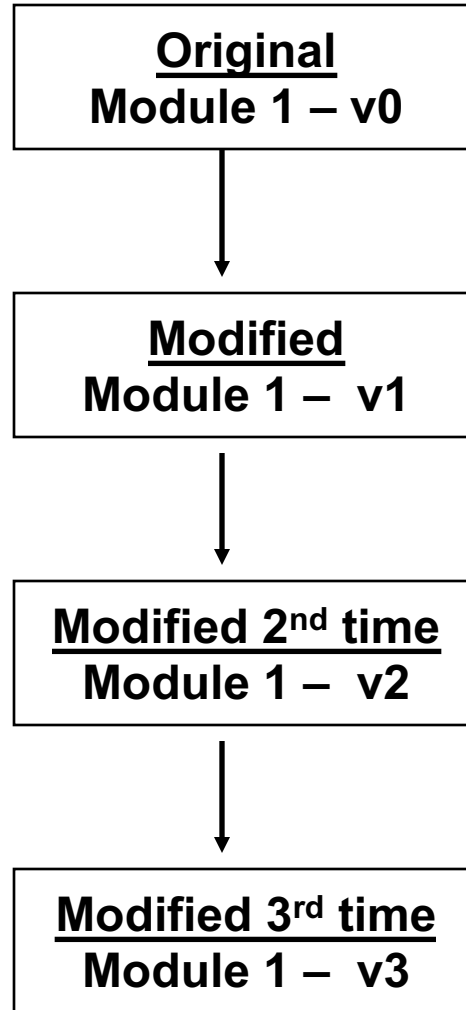 Original
Module 1 – v0
Modified
Module 1 – v1
Modified 2nd time
Module 1 – v2
Modified 3rd time
Module 1 – v3